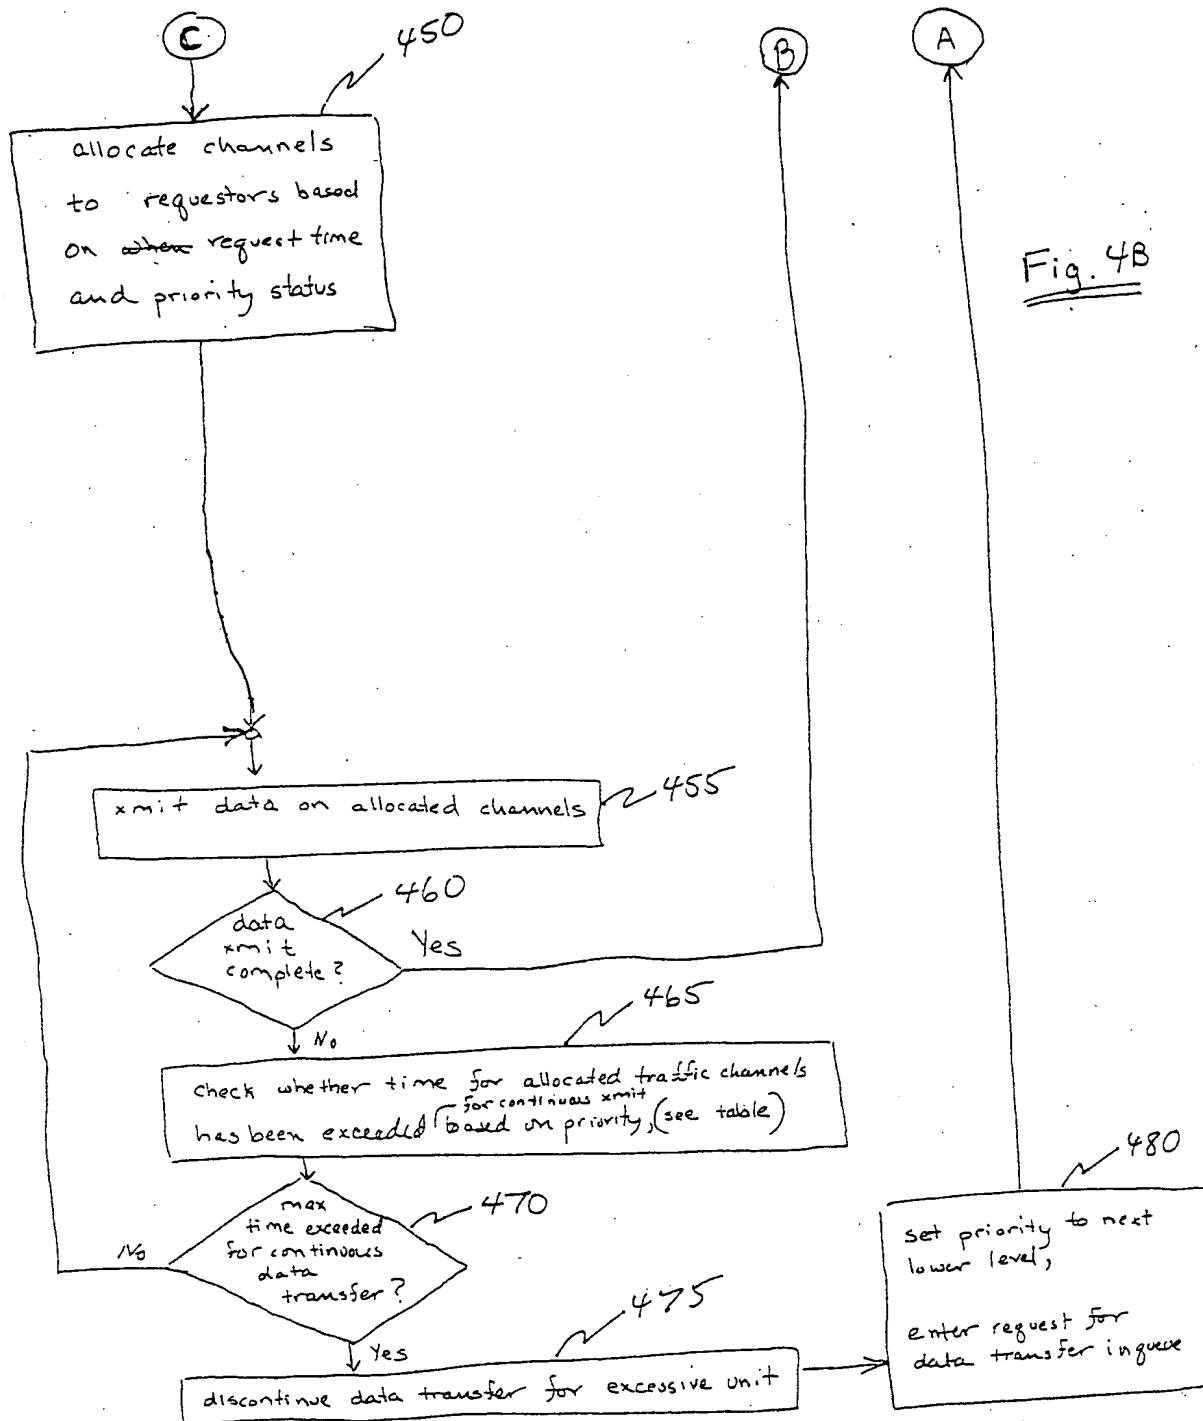 C
450
B
A
allocate channels
to requestors based
on when request time
and priority status
Fig. 4B
xmit data on allocated channels
455
460
data
xmit
complete?
Yes
No
465
check whether time for allocated traffic channels
for continuous xmit
has been exceeded based on priority, (see table)
470
max
time exceeded
for continuous
data
transfer?
No
Yes
475
discontinue data transfer for excessive unit
480
set priority to next
lower level,
enter request for
data transfer in queue